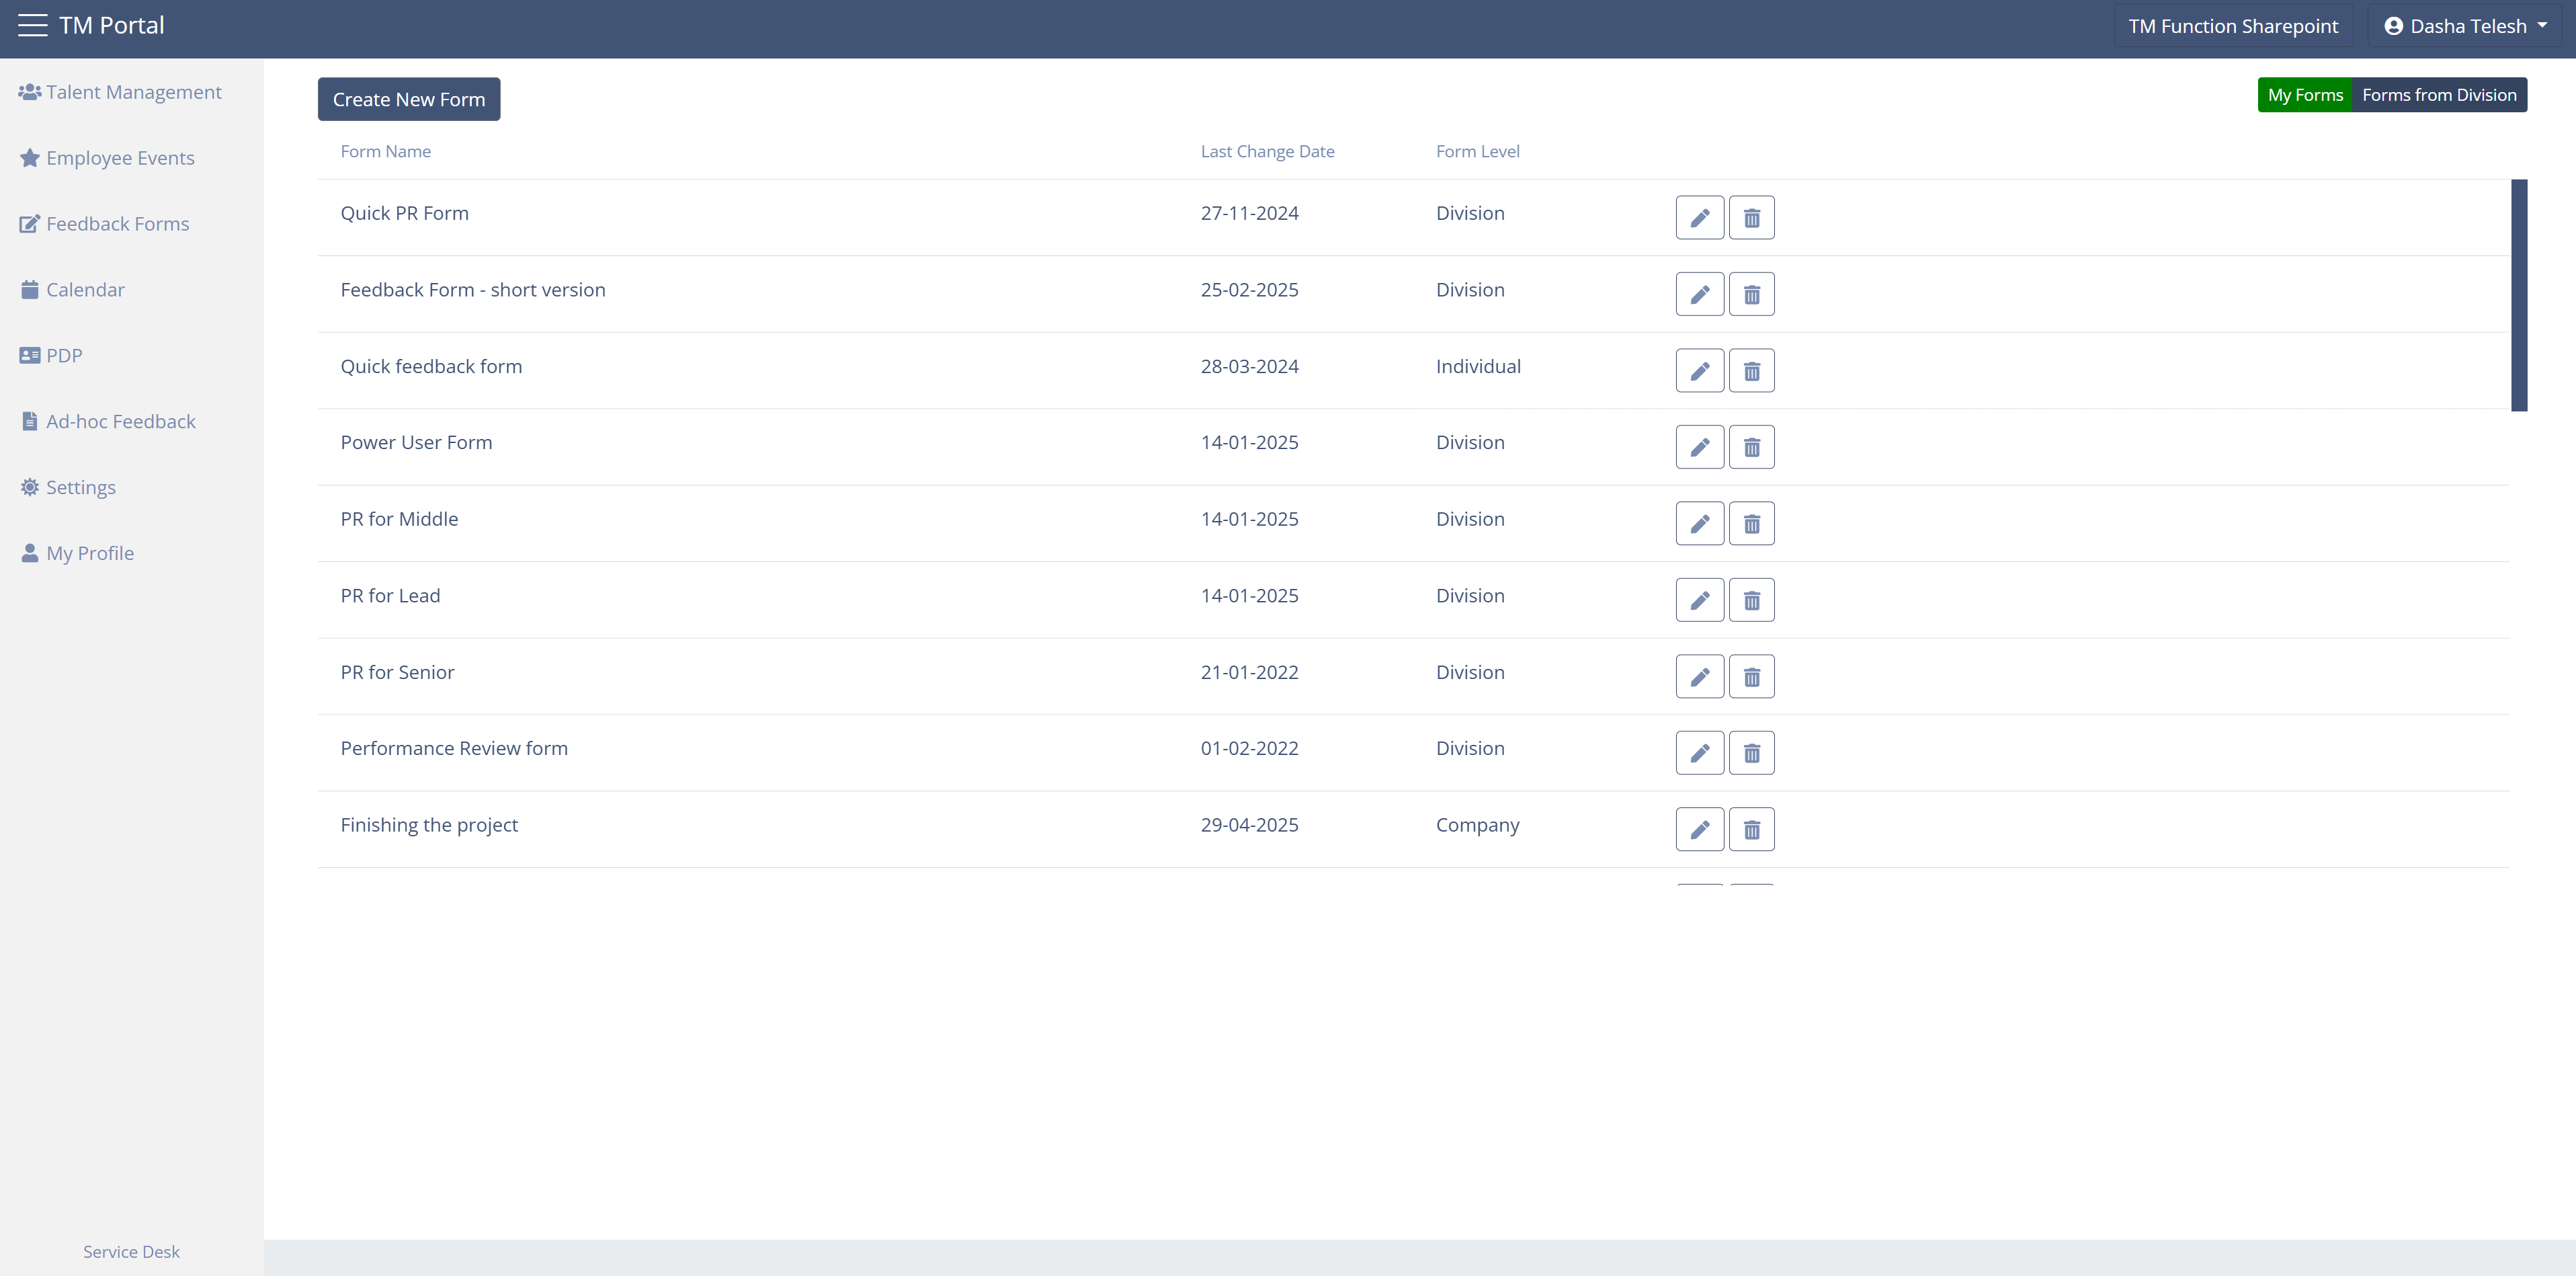 TM Portal
TM Function Sharepoint
Dasha Telesh
Talent Management
Employee Events
Feedback Forms
Calendar
PDP
Ad-hoc Feedback
Settings
My Profile
Service Desk
Create New Form
My Forms
Forms from Division
Form Name Last Change Date Form Level
Quick PR Form 27-11-2024 Division
Feedback Form - short version 25-02-2025 Division
Quick feedback form 28-03-2024 Individual
Power User Form 14-01-2025 Division
PR for Middle 14-01-2025 Division
PR for Lead 14-01-2025 Division
PR for Senior 21-01-2022 Division
Performance Review form 01-02-2022 Division
Finishing the project 29-04-2025 Company